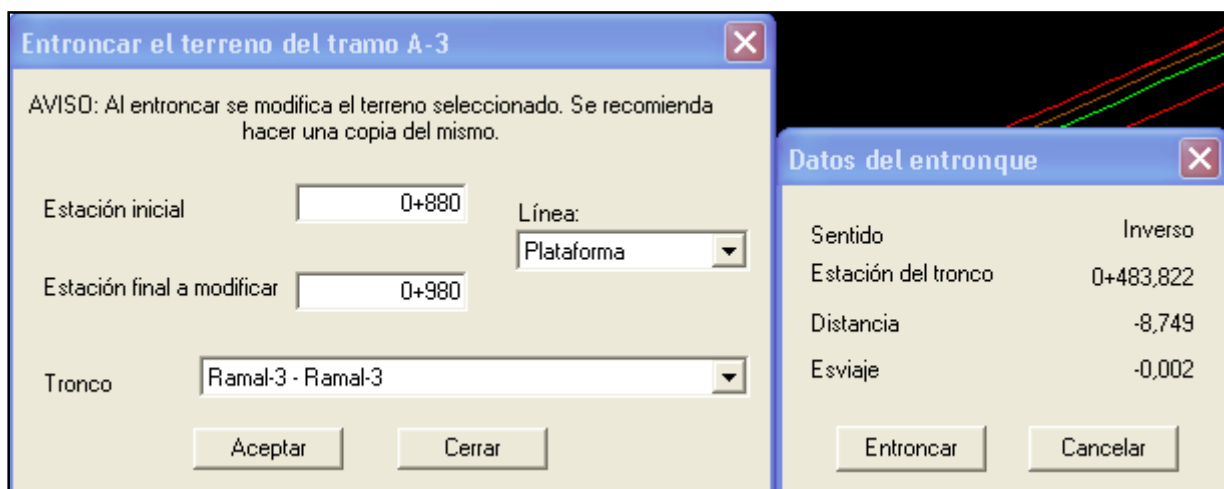 Entroncar el terreno del tramo A-3
AVISO: Al entroncar se modifica el terreno seleccionado. Se recomienda
hacer una copia del mismo.
Estación inicial
0+880
Línea:
Plataforma
Estación final a modificar
0+980
Tronco
Ramal-3 - Ramal-3
Aceptar
Cerrar
Datos del entronque
Sentido
Inverso
Estación del tronco
0+483,822
Distancia
-8,749
Esviaje
-0,002
Entroncar
Cancelar